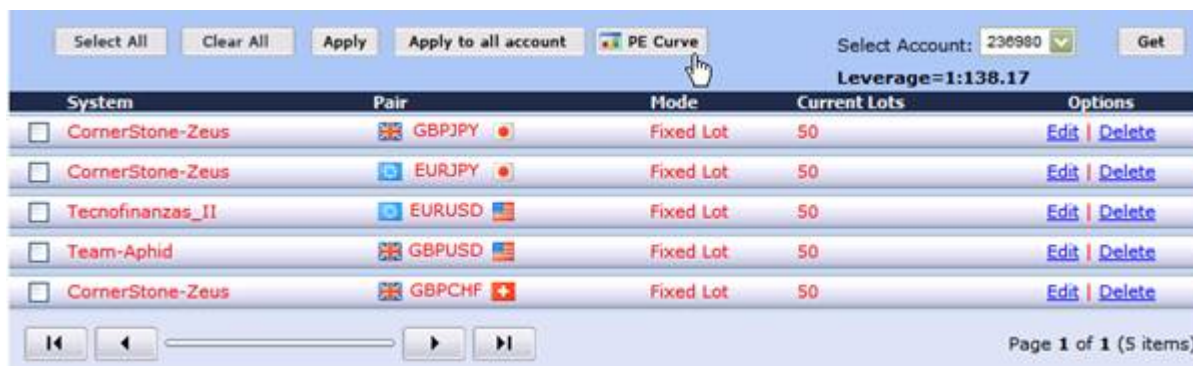 Select All Clear All Apply Apply to all account PE Curve Select Account: 236980 Get
Leverage=1:138.17
System Pair Mode Current Lots Options
CornerStone-Zeus GBPJPY Fixed Lot 50 Edit | Delete
CornerStone-Zeus EURJPY Fixed Lot 50 Edit | Delete
Tecnofinanzas_II EURUSD Fixed Lot 50 Edit | Delete
Team-Aphid GBPUSD Fixed Lot 50 Edit | Delete
CornerStone-Zeus GBPCHF Fixed Lot 50 Edit | Delete
Page 1 of 1 (5 items)